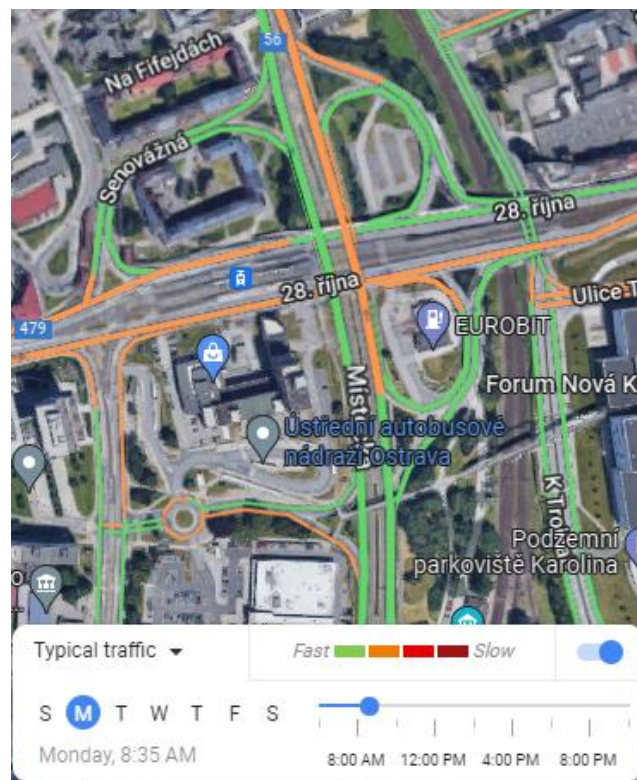 56
Na Fifejdách
Senovážná
28. října
28. října
Ulice T
479
EUROBIT
Forum Nová K
Míst
Ústřední autobusové
nádraží Ostrava
K Trojha
Podzemní
parkoviště Karolina
O
Typical traffic
Fast
Slow
S M T W T F S
Monday, 8:35 AM
8:00 AM 12:00 PM 4:00 PM 8:00 PM